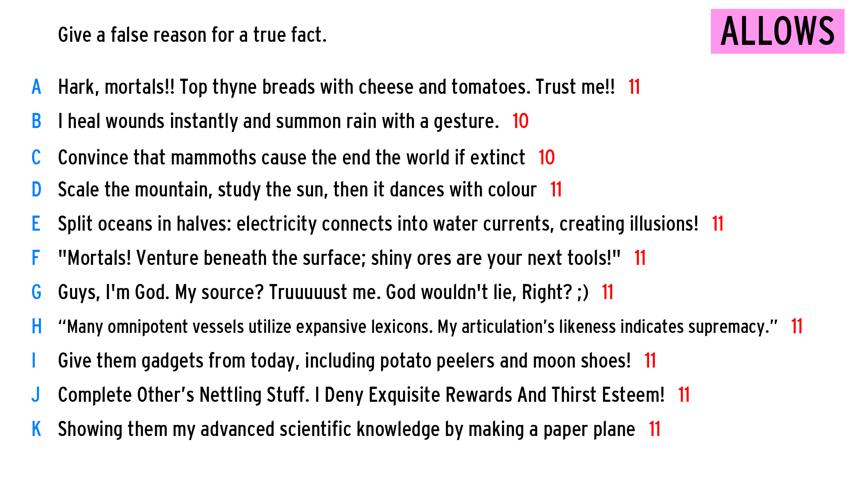 Give a false reason for a true fact.
ALLOWS
A Hark, mortals!! Top thyne breads with cheese and tomatoes. Trust me!! 11
B I heal wounds instantly and summon rain with a gesture. 10
C Convince that mammoths cause the end the world if extinct 10
D Scale the mountain, study the sun, then it dances with colour 11
E Split oceans in halves: electricity connects into water currents, creating illusions! 11
F "Mortals! Venture beneath the surface; shiny ores are your next tools!" 11
G Guys, I'm God. My source? Truuuuust me. God wouldn't lie, Right? ;) 11
H “Many omnipotent vessels utilize expansive lexicons. My articulation’s likeness indicates supremacy.” 11
I Give them gadgets from today, including potato peelers and moon shoes! 11
J Complete Other’s Nettling Stuff. I Deny Exquisite Rewards And Thirst Esteem! 11
K Showing them my advanced scientific knowledge by making a paper plane 11